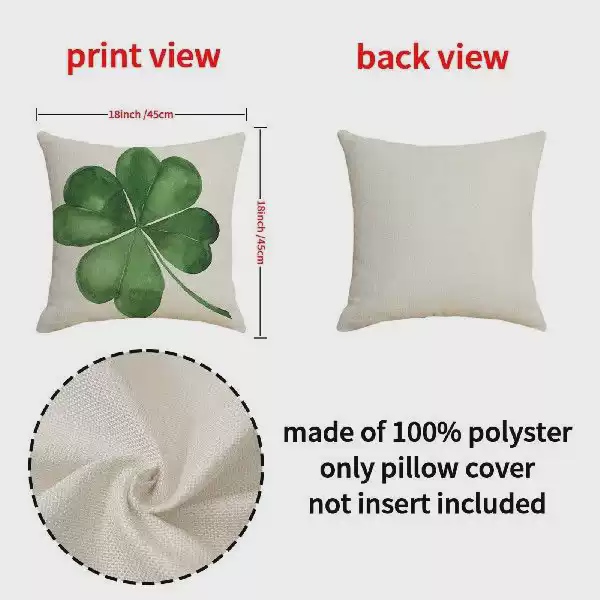 print view
back view
18inch /45cm
18inch /45cm
made of 100% polyster
only pillow cover
not insert included